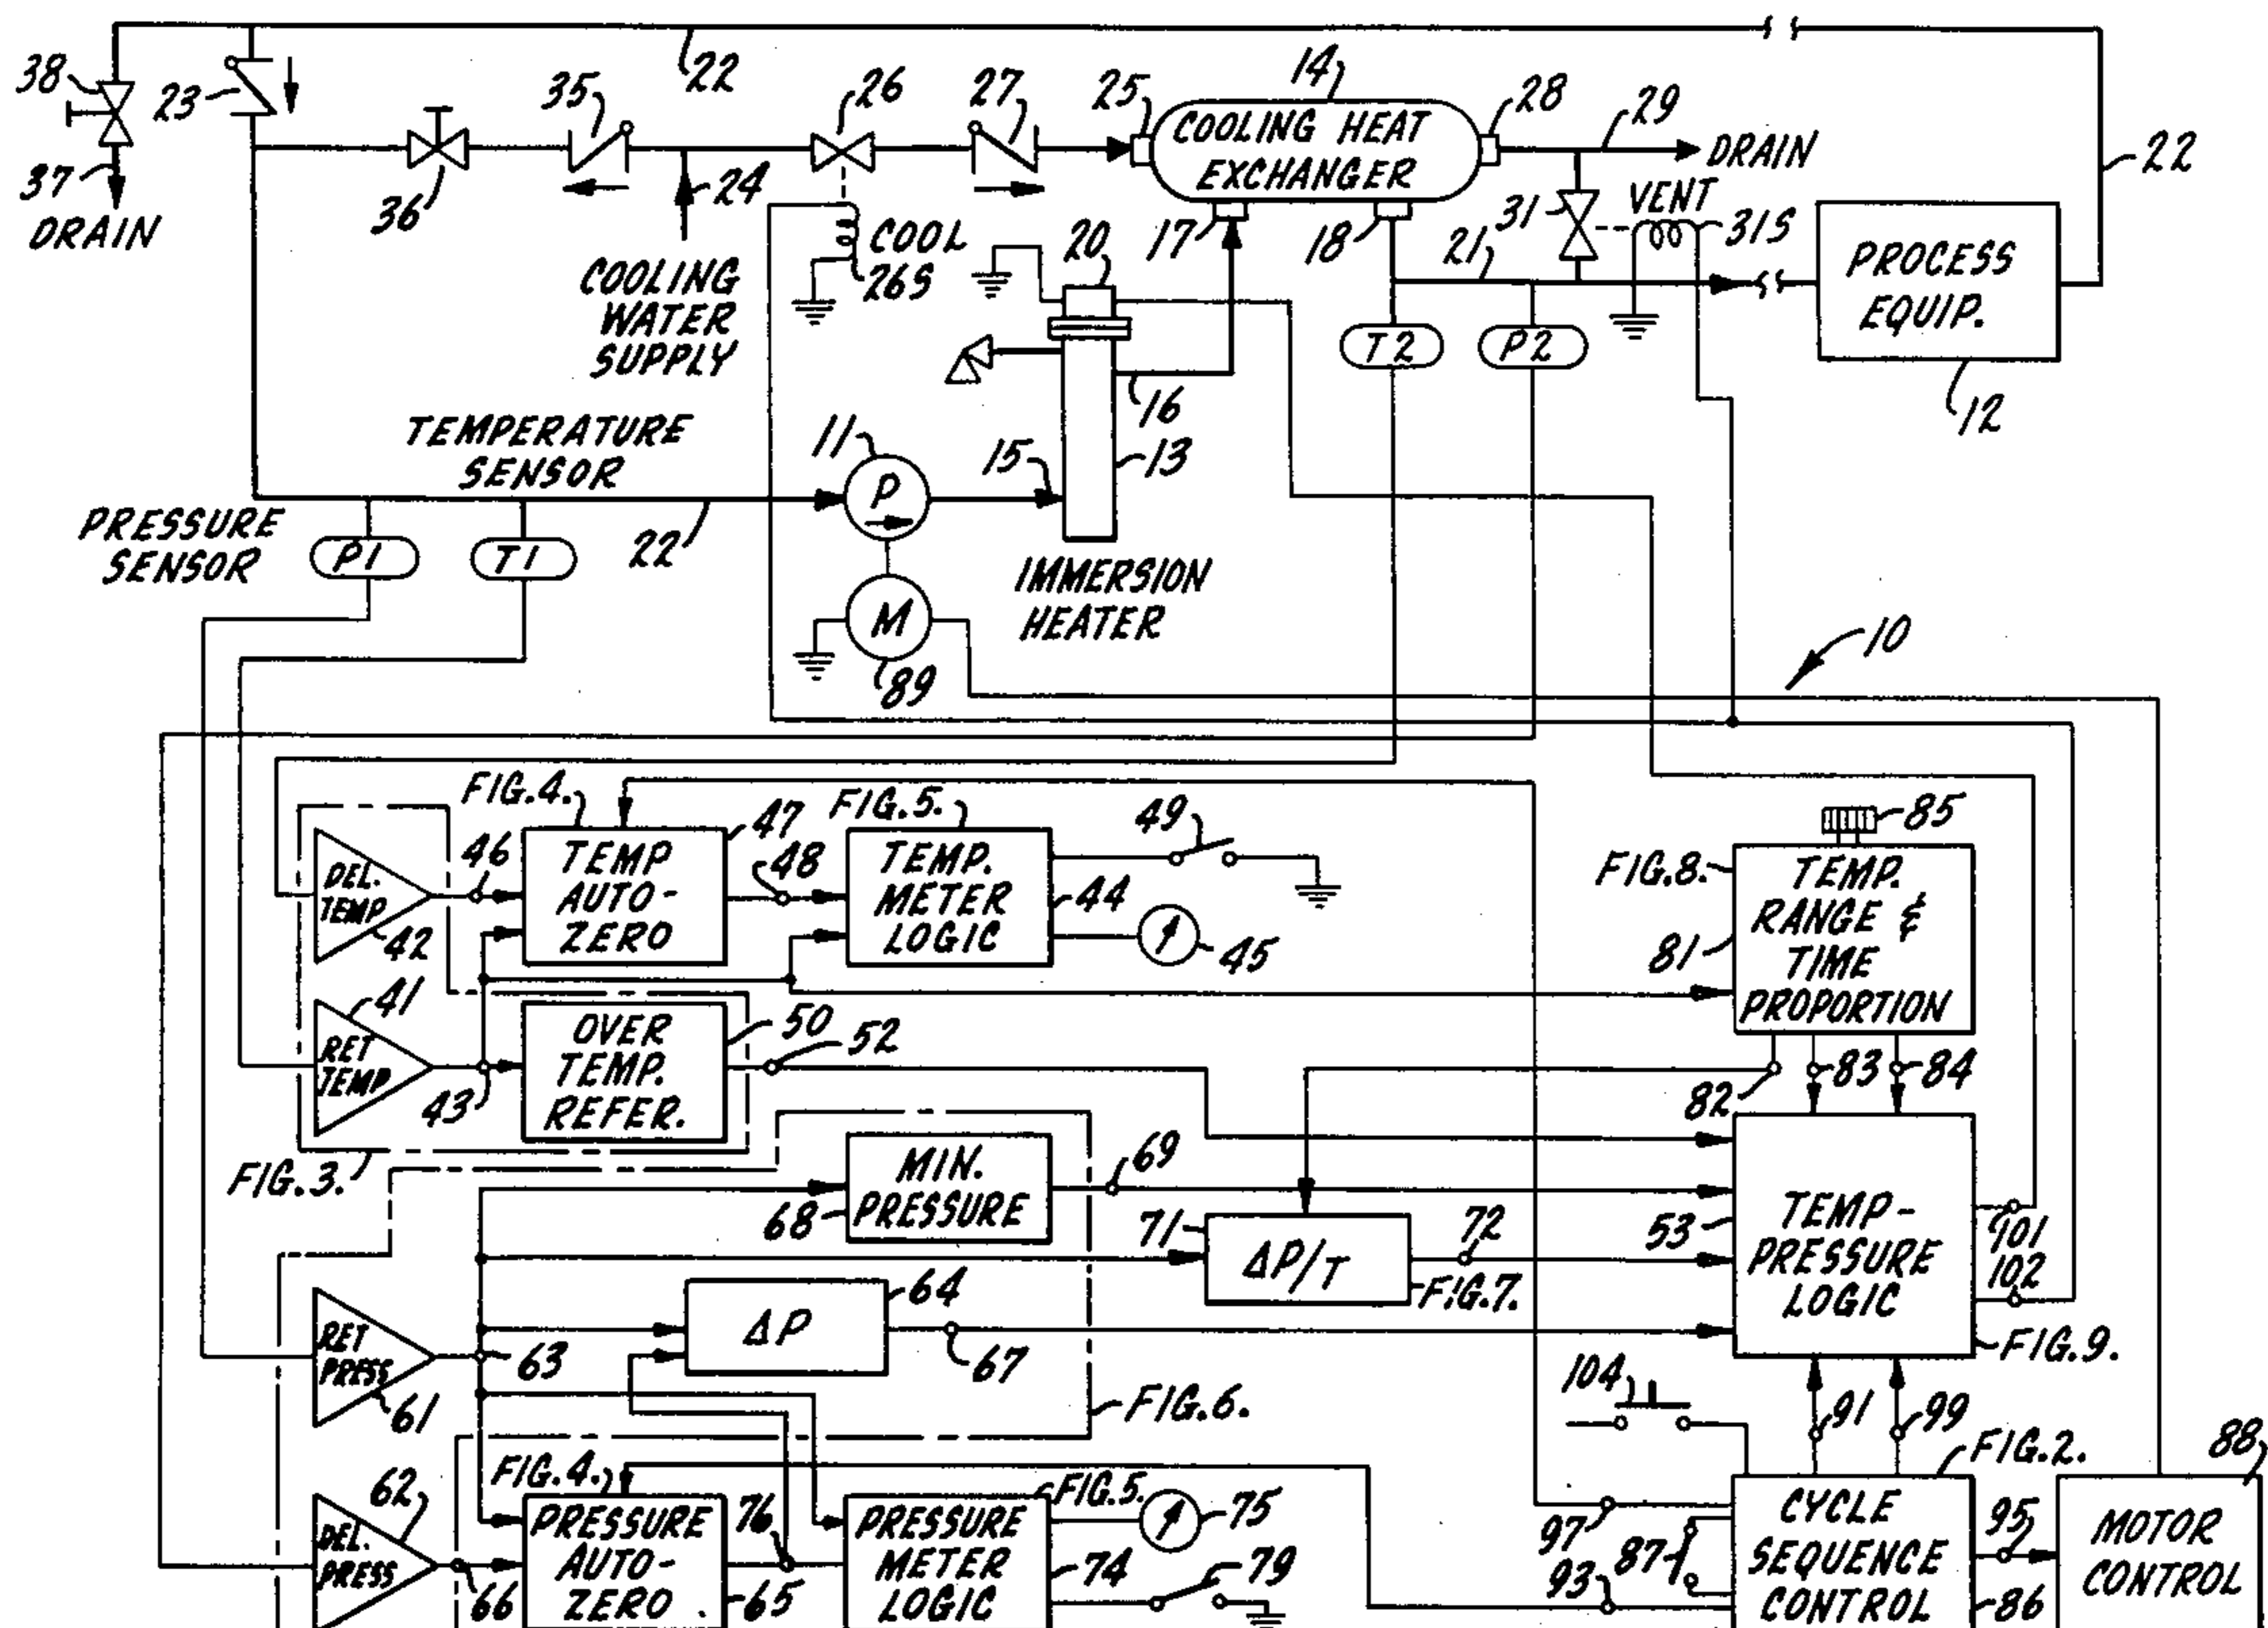 38
23
37
DRAIN
36
35
22
24
COOLING
WATER
SUPPLY
26
COOL
26S
27
25
14
COOLING HEAT
EXCHANGER
28
29
DRAIN
17
18
31
VENT
31S
21
22
PROCESS
EQUIP.
12
20
16
13
15
T2
P2
TEMPERATURE
SENSOR
PRESSURE
SENSOR
P1
T1
22
11
P
M
89
IMMERSION
HEATER
10
FIG.4.
47
DEL.
TEMP
42
46
TEMP
AUTO-
ZERO
48
FIG.5.
TEMP.
METER
LOGIC
44
49
45
85
FIG.8.
TEMP.
RANGE &
TIME
PROPORTION
81
41
RET
TEMP
43
OVER
TEMP.
REFER.
50
52
82
83
84
FIG.3.
MIN.
PRESSURE
68
69
71
ΔP/T
72
FIG.7.
53
TEMP-
PRESSURE
LOGIC
101
102
FIG.9.
RET
PRESS
61
63
ΔP
64
67
FIG.6.
104
91
99
FIG.2.
88
62
DEL.
PRESS
66
FIG.4.
PRESSURE
AUTO-
ZERO
65
76
FIG.5.
PRESSURE
METER
LOGIC
74
75
79
97
87
93
CYCLE
SEQUENCE
CONTROL
86
95
MOTOR
CONTROL